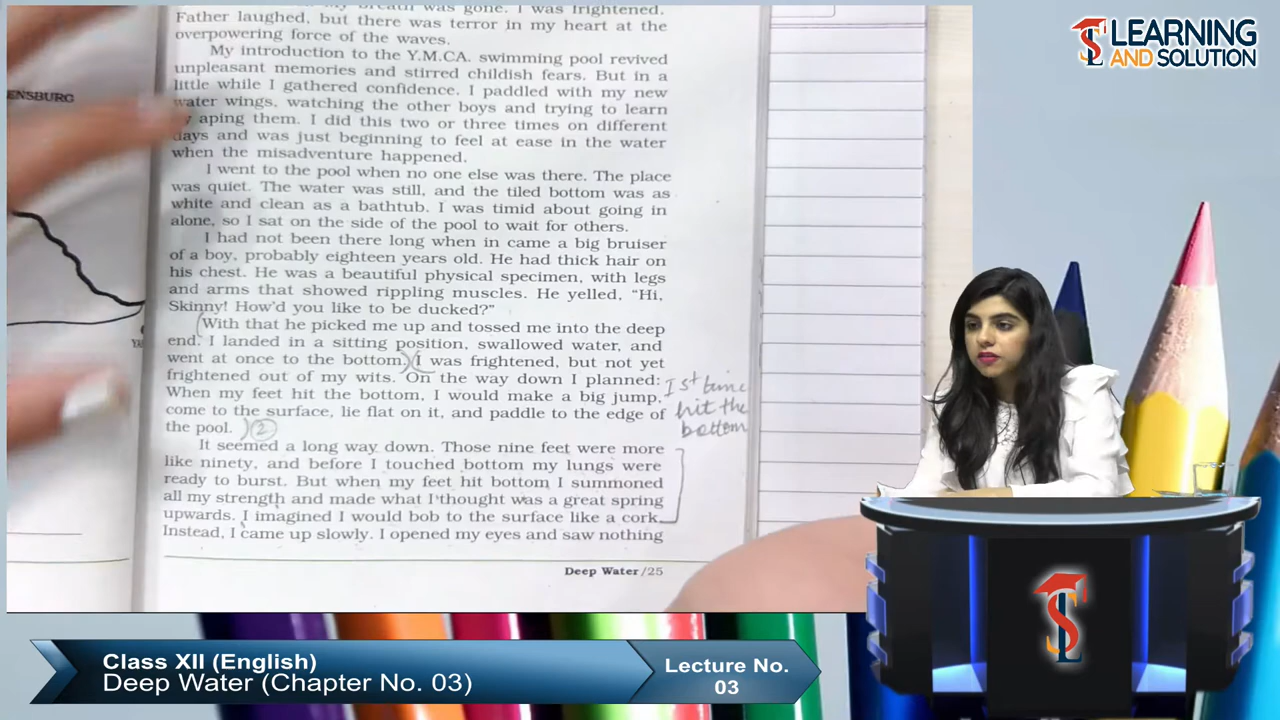 my breath was gone. I was frightened.
Father laughed, but there was terror in my heart at the
overpowering force of the waves.
My introduction to the Y.M.CA. swimming pool revived
unpleasant memories and stirred childish fears. But in a
little while I gathered confidence. I paddled with my new
water wings, watching the other boys and trying to learn
aping them. I did this two or three times on different
days and was just beginning to feel at ease in the water
when the misadventure happened.
I went to the pool when no one else was there. The place
was quiet. The water was still, and the tiled bottom was as
white and clean as a bathtub. I was timid about going in
alone, so I sat on the side of the pool to wait for others.
I had not been there long when in came a big bruiser
of a boy, probably eighteen years old. He had thick hair on
his chest. He was a beautiful physical specimen, with legs
and arms that showed rippling muscles. He yelled, “Hi,
Skinny! How’d you like to be ducked?”
(With that he picked me up and tossed me into the deep
end. I landed in a sitting position, swallowed water, and
went at once to the bottom.)(I was frightened, but not yet
frightened out of my wits. On the way down I planned:
When my feet hit the bottom, I would make a big jump,
come to the surface, lie flat on it, and paddle to the edge of
the pool. ) 2
It seemed a long way down. Those nine feet were more
like ninety, and before I touched bottom my lungs were
ready to burst. But when my feet hit bottom I summoned
all my strength and made what I thought was a great spring
upwards. I imagined I would bob to the surface like a cork.
Instead, I came up slowly. I opened my eyes and saw nothing
Deep Water/25
Ist time
hit the
bottom
ENSBURG
SL LEARNING
AND SOLUTION
SL
Class XII (English)
Deep Water (Chapter No. 03)
Lecture No.
03